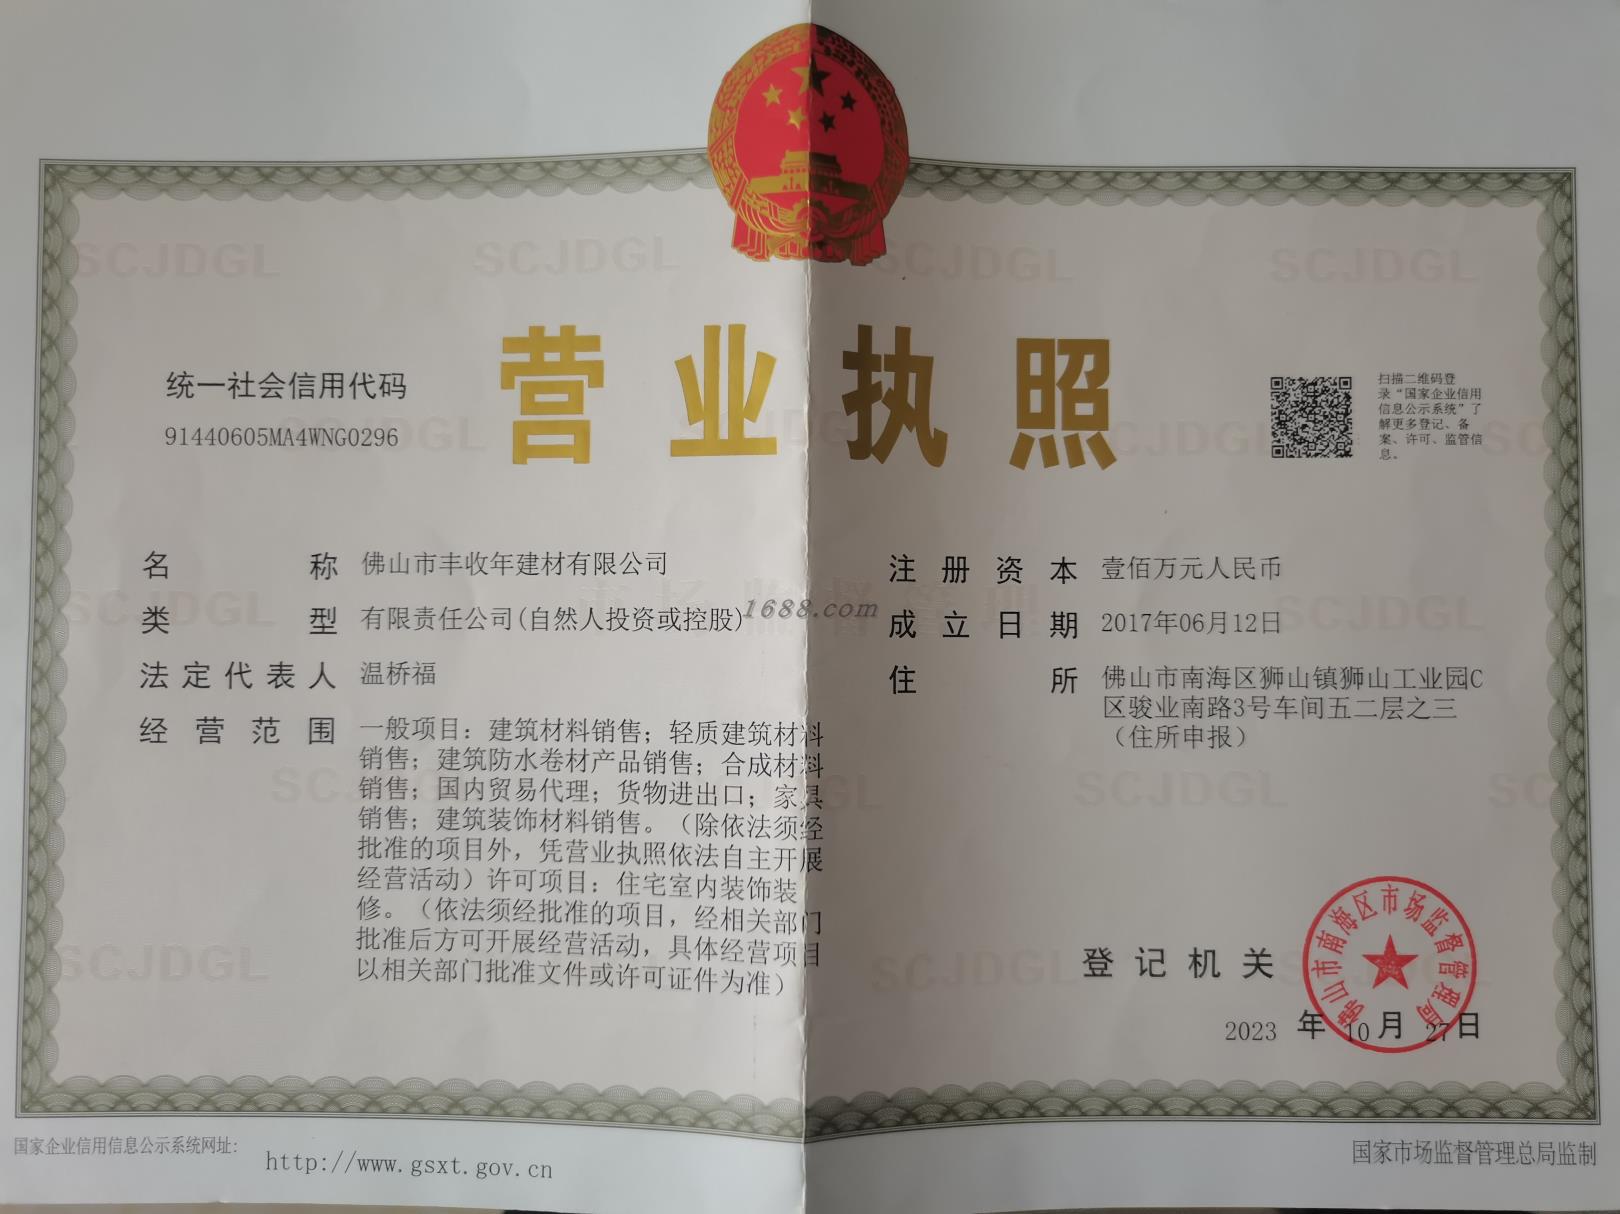 统一社会信用代码
91440605MA4WNG0296
营业执照
扫描二维码登
录“国家企业信用
信息公示系统”了
解更多登记、备
案、许可、监管信
息。
名称 佛山市丰收年建材有限公司
类型 有限责任公司(自然人投资或控股)
法定代表人 温桥福
经营范围 一般项目：建筑材料销售；轻质建筑材料
销售；建筑防水卷材产品销售；合成材料
销售；国内贸易代理；货物进出口；家具
销售；建筑装饰材料销售。（除依法须经
批准的项目外，凭营业执照依法自主开展
经营活动）许可项目：住宅室内装饰装
修。（依法须经批准的项目，经相关部门
批准后方可开展经营活动，具体经营项目
以相关部门批准文件或许可证件为准）
1688.com
注册资本 壹佰万元人民币
成立日期 2017年06月12日
住所 佛山市南海区狮山镇狮山工业园C
区骏业南路3号车间五二层之三
（住所申报）
登记机关
佛山市南海区市场监督管理局
2023 年 10 月 27 日
国家企业信用信息公示系统网址：
http://www.gsxt.gov.cn
国家市场监督管理总局监制
SCJDGL
市场监督管理